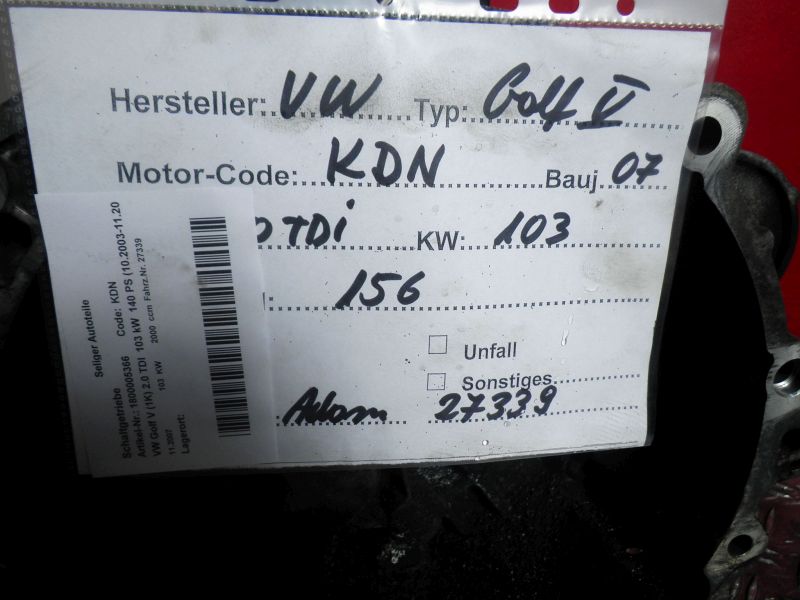 Hersteller: VW Typ: Golf V
Motor-Code: KDN Bauj 07
TDI KW: 103
156
Unfall
Sonstiges
Adam 27339
Seliger Autoteile
Schaltgetriebe Code: KDN
Artikel-Nr.: 1800005366
VW Golf V (1K) 2.0 TDI 103 kW 140 PS (10.2003-11.20
103 KW 2000 ccm Fahrz.Nr. 27339
11.2007
Lagerort: